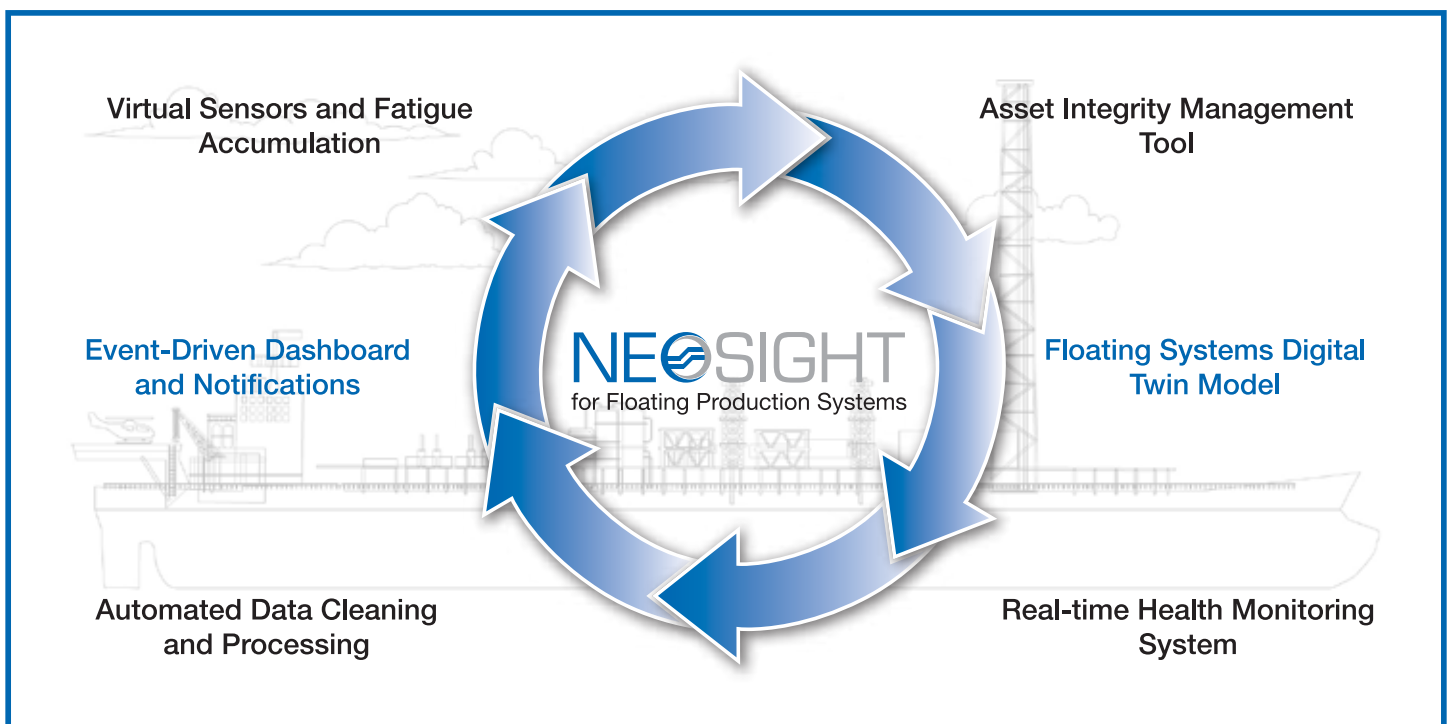 Virtual Sensors and Fatigue
Accumulation
Asset Integrity Management
Tool
Event-Driven Dashboard
and Notifications
NEOSIGHT
for Floating Production Systems
Floating Systems Digital
Twin Model
Automated Data Cleaning
and Processing
Real-time Health Monitoring
System